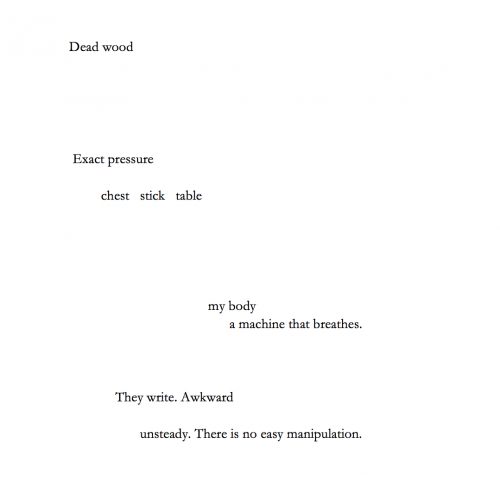 Dead wood
Exact pressure
chest stick table
my body
a machine that breathes.
They write. Awkward
unsteady. There is no easy manipulation.